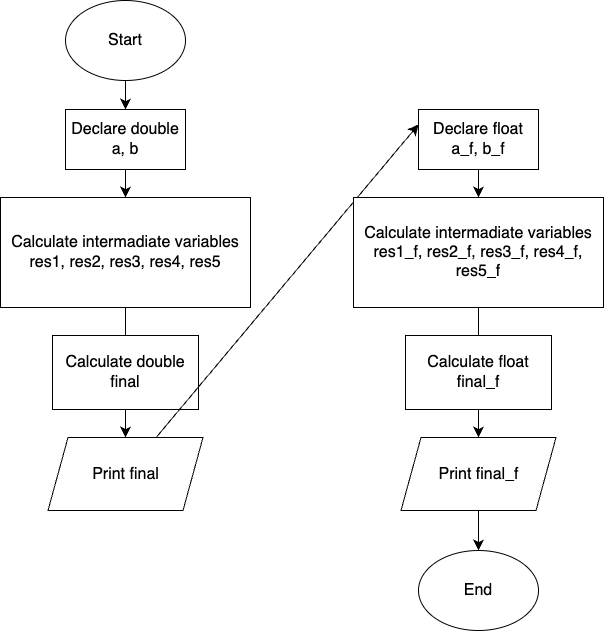 Start
Declare double
a, b
Calculate intermadiate variables
res1, res2, res3, res4, res5
Calculate double
final
Print final
Declare float
a_f, b_f
Calculate intermadiate variables
res1_f, res2_f, res3_f, res4_f,
res5_f
Calculate float
final_f
Print final_f
End